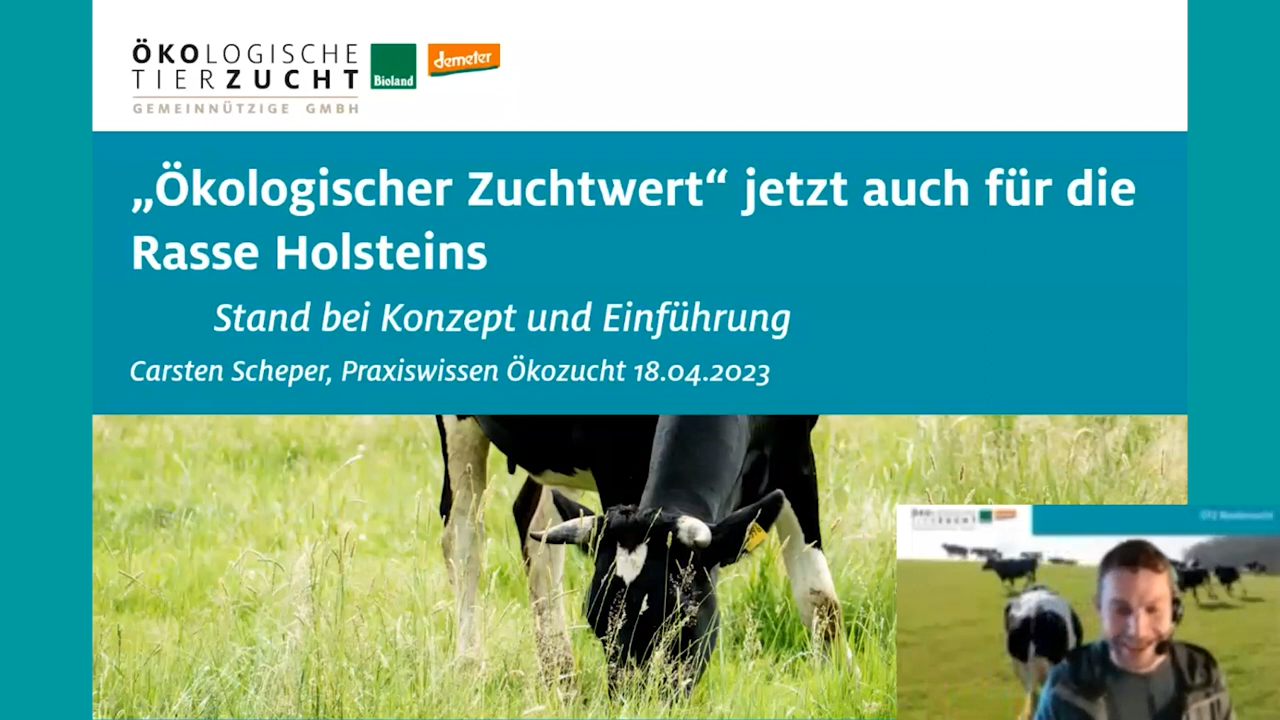 ÖKOLOGISCHE
TIERZUCHT
GEMEINNÜTZIGE GMBH
Bioland
demeter
„Ökologischer Zuchtwert“ jetzt auch für die
Rasse Holsteins
Stand bei Konzept und Einführung
Carsten Scheper, Praxiswissen Ökozucht 18.04.2023